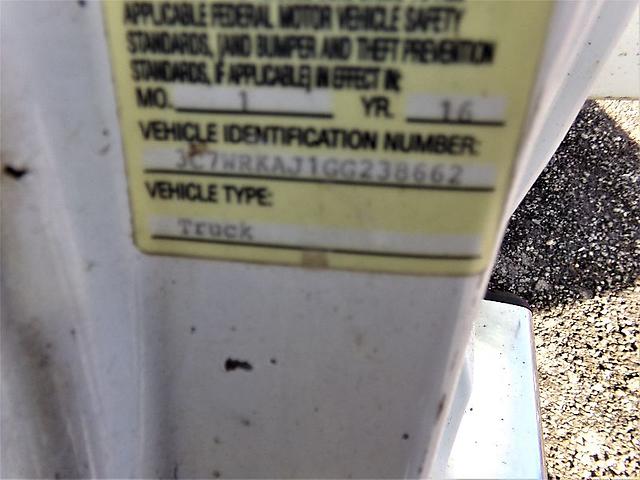 APPLICABLE FEDERAL MOTOR VEHICLE SAFETY
STANDARDS, [AND BUMPER AND THEFT PREVENTION
STANDARDS, IF APPLICABLE] IN EFFECT IN:
MO. 1 YR. 16
VEHICLE IDENTIFICATION NUMBER:
3C7WRKAJ1GG238662
VEHICLE TYPE:
Truck